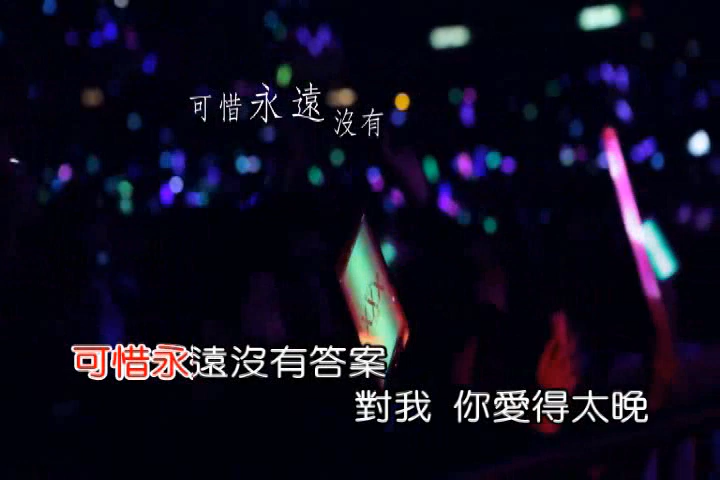 可惜永遠沒有
可惜永遠沒有答案
對我 你愛得太晚